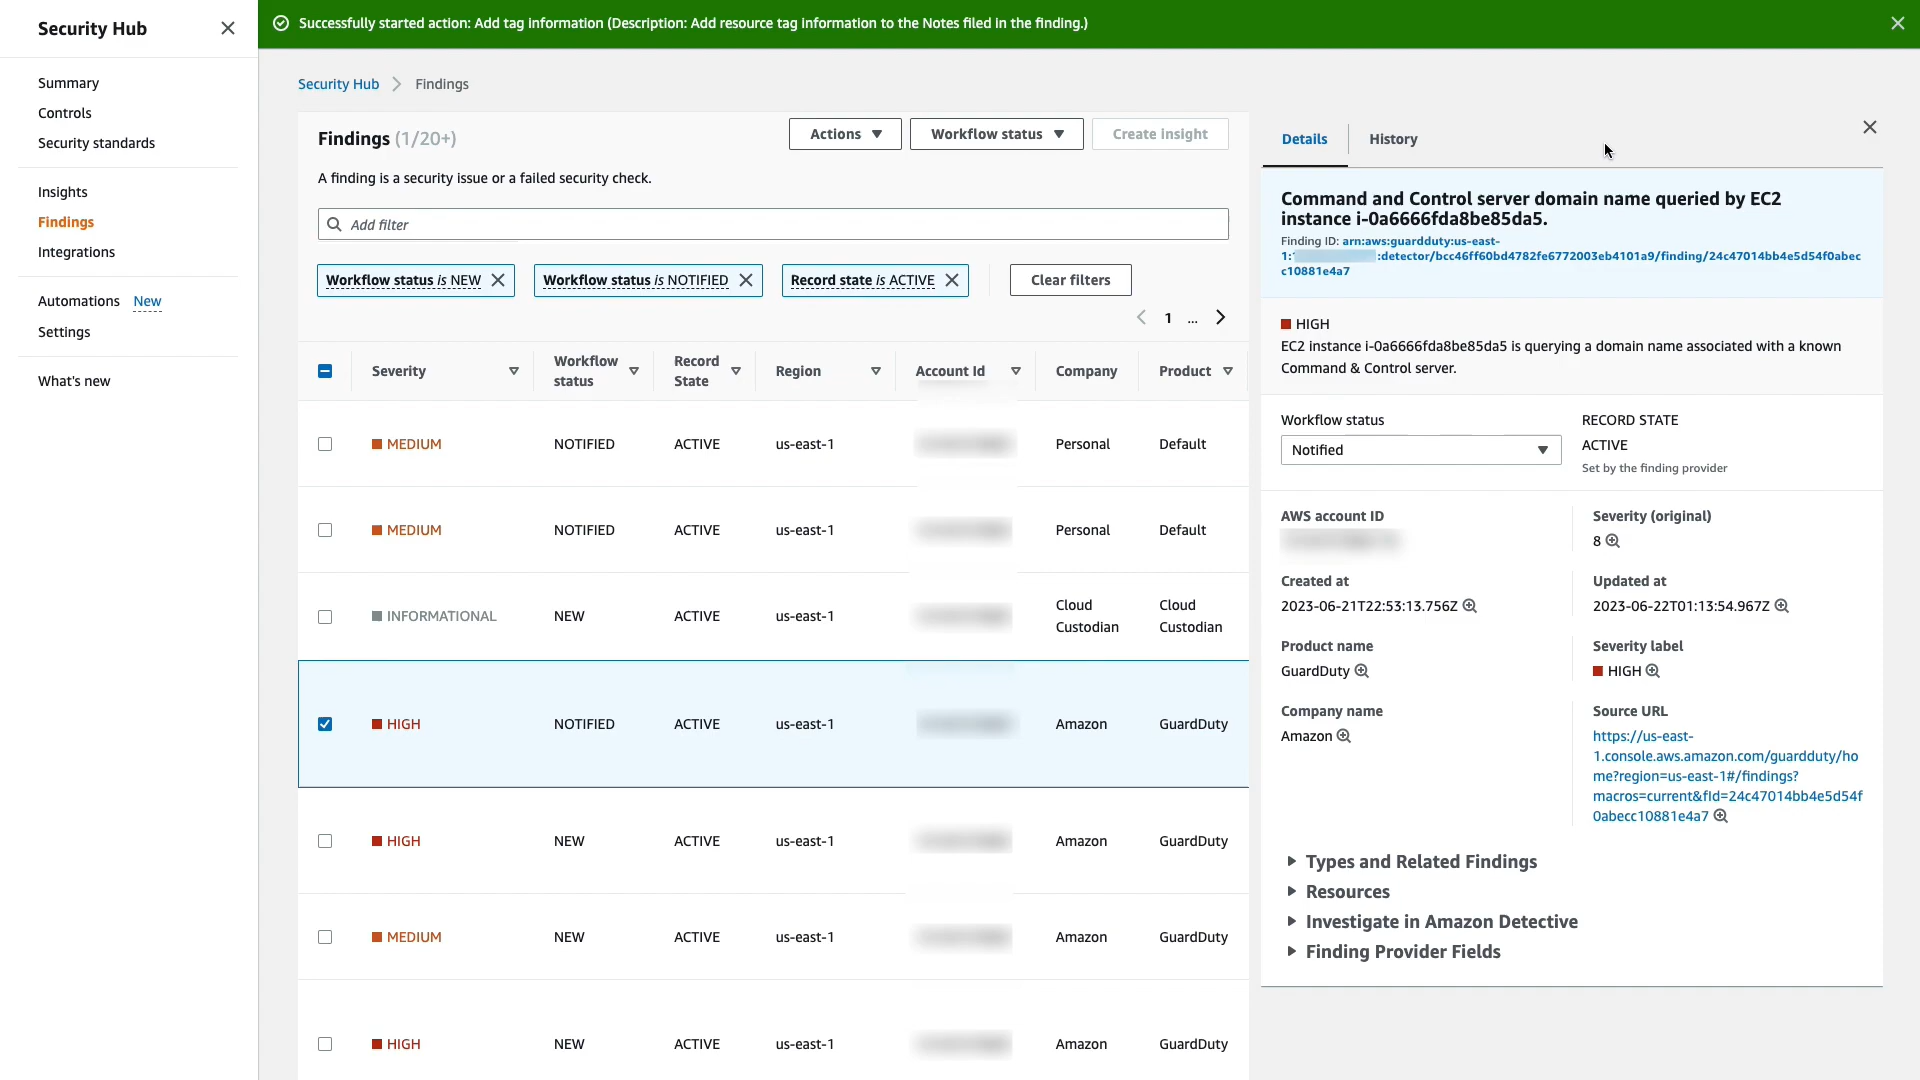 Security Hub
Successfully started action: Add tag information (Description: Add resource tag information to the Notes filed in the finding.)
Summary
Controls
Security standards
Insights
Findings
Integrations
Automations New
Settings
What's new
Security Hub > Findings
Findings (1/20+)
Actions
Workflow status
Create insight
A finding is a security issue or a failed security check.
Add filter
Workflow status is NEW
Workflow status is NOTIFIED
Record state is ACTIVE
Clear filters
1 ...
Severity Workflow status Record State Region Account Id Company Product
MEDIUM NOTIFIED ACTIVE us-east-1 Personal Default
MEDIUM NOTIFIED ACTIVE us-east-1 Personal Default
INFORMATIONAL NEW ACTIVE us-east-1 Cloud Custodian Cloud Custodian
HIGH NOTIFIED ACTIVE us-east-1 Amazon GuardDuty
HIGH NEW ACTIVE us-east-1 Amazon GuardDuty
MEDIUM NEW ACTIVE us-east-1 Amazon GuardDuty
HIGH NEW ACTIVE us-east-1 Amazon GuardDuty
Details
History
Command and Control server domain name queried by EC2
instance i-0a6666fda8be85da5.
Finding ID: arn:aws:guardduty:us-east-
1: :detector/bcc46ff60bd4782fe6772003eb4101a9/finding/24c47014bb4e5d54f0abec
c10881e4a7
HIGH
EC2 instance i-0a6666fda8be85da5 is querying a domain name associated with a known
Command & Control server.
Workflow status
Notified
RECORD STATE
ACTIVE
Set by the finding provider
AWS account ID
Severity (original)
8
Created at
2023-06-21T22:53:13.756Z
Updated at
2023-06-22T01:13:54.967Z
Product name
GuardDuty
Severity label
HIGH
Company name
Amazon
Source URL
https://us-east-
1.console.aws.amazon.com/guardduty/ho
me?region=us-east-1#/findings?
macros=current&fId=24c47014bb4e5d54f
0abecc10881e4a7
Types and Related Findings
Resources
Investigate in Amazon Detective
Finding Provider Fields